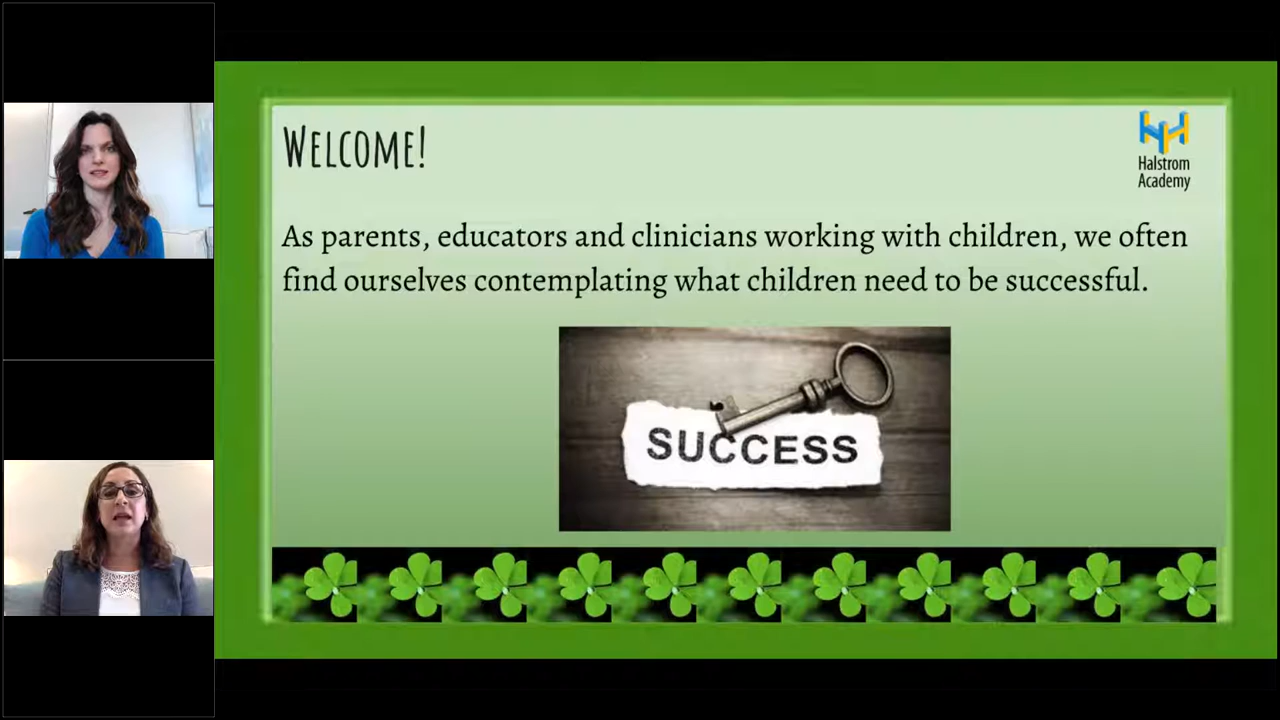 WELCOME!
Halstrom
Academy
As parents, educators and clinicians working with children, we often
find ourselves contemplating what children need to be successful.
SUCCESS